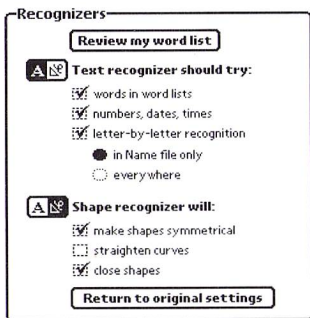 Recognizers
Review my word list
A Text recognizer should try:
words in word lists
numbers, dates, times
letter-by-letter recognition
in Name file only
everywhere
A Shape recognizer will:
make shapes symmetrical
straighten curves
close shapes
Return to original settings